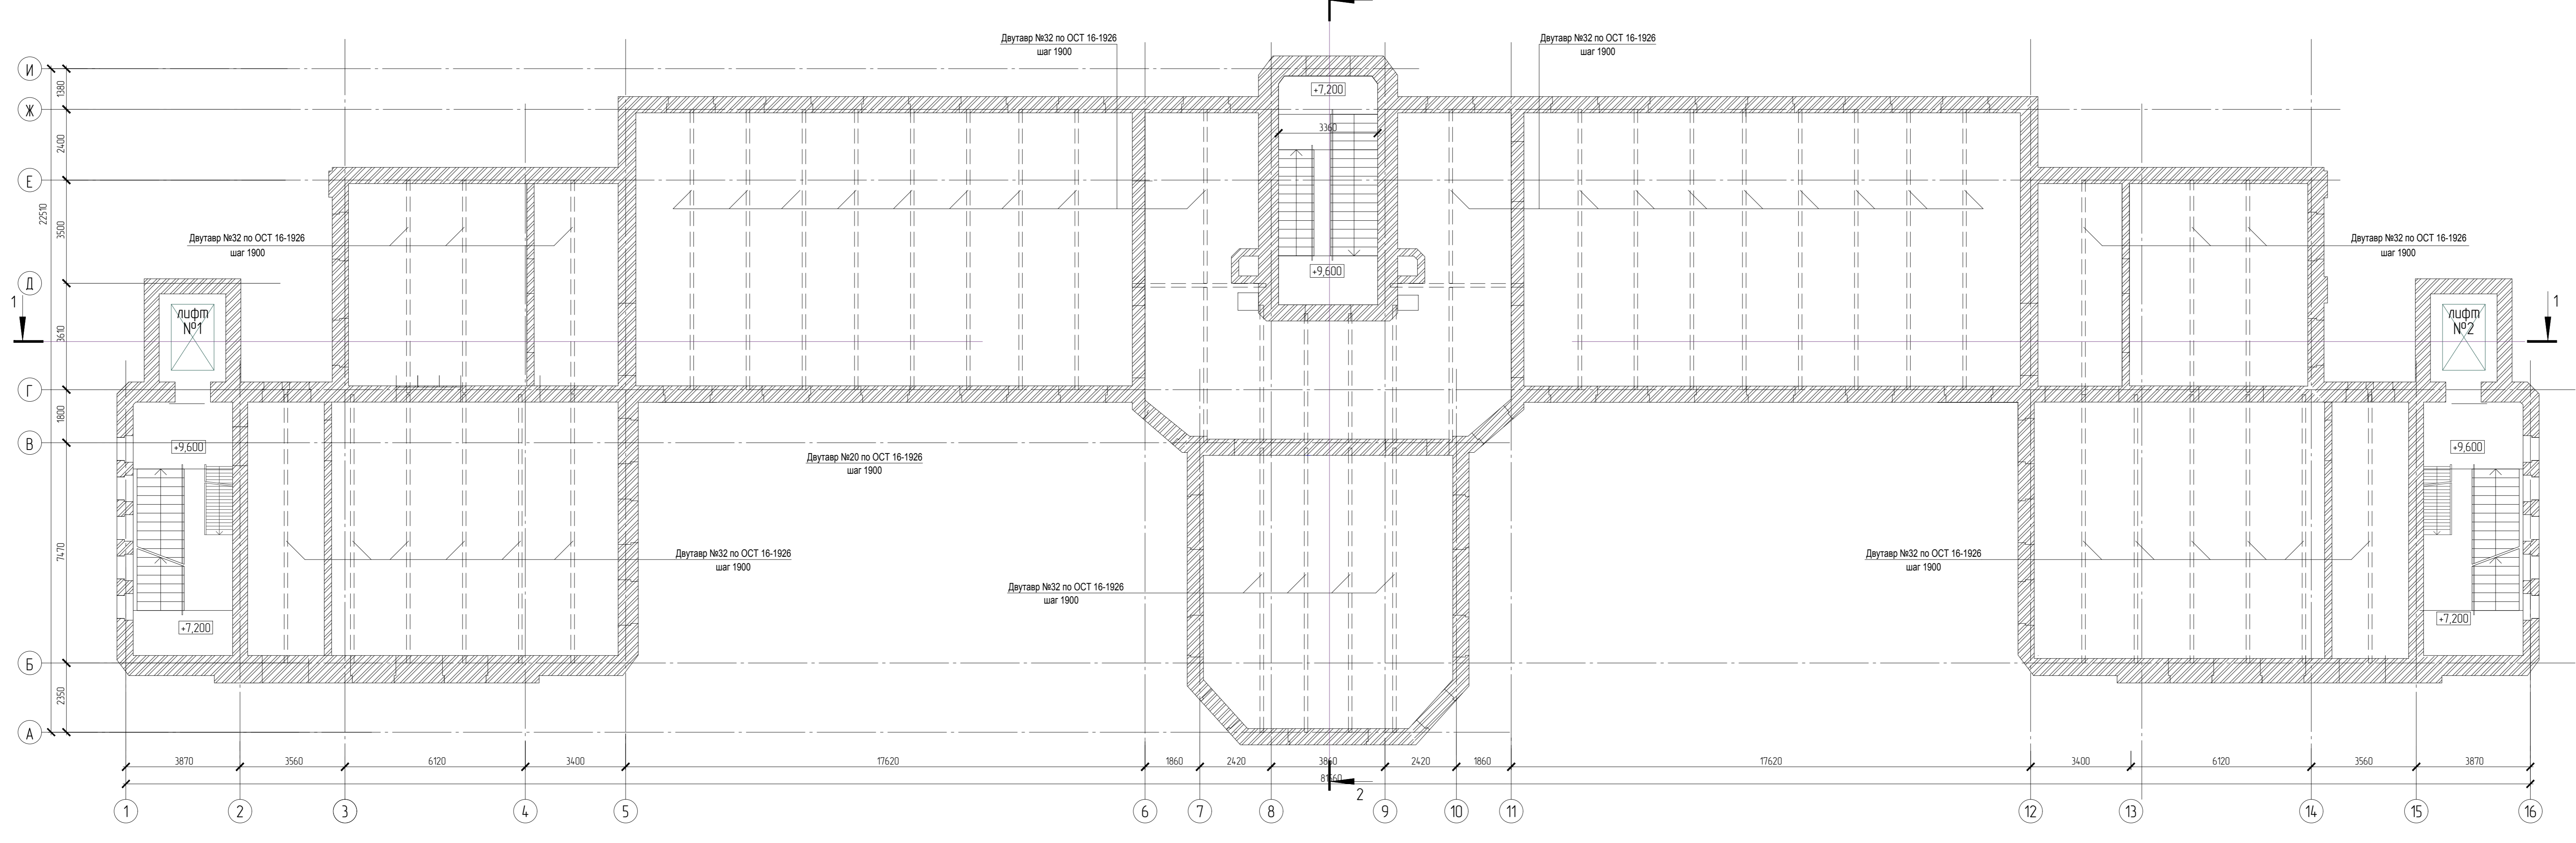 Двутавр №32 по ОСТ 16-1926
шаг 1900
Двутавр №32 по ОСТ 16-1926
шаг 1900
И
Ж
Е
Д
Г
В
Б
А
1380
2400
3500
3610
1800
7470
2350
22510
+7,200
3360
+9,600
Двутавр №32 по ОСТ 16-1926
шаг 1900
Двутавр №32 по ОСТ 16-1926
шаг 1900
1
лифт
№1
лифт
№2
1
+9,600
+7,200
Двутавр №20 по ОСТ 16-1926
шаг 1900
Двутавр №32 по ОСТ 16-1926
шаг 1900
Двутавр №32 по ОСТ 16-1926
шаг 1900
Двутавр №32 по ОСТ 16-1926
шаг 1900
+9,600
+7,200
3870 3560 6120 3400 17620 1860 2420 3860 2420 1860 17620 3400 6120 3560 3870
81660
2
1 2 3 4 5 6 7 8 9 10 11 12 13 14 15 16